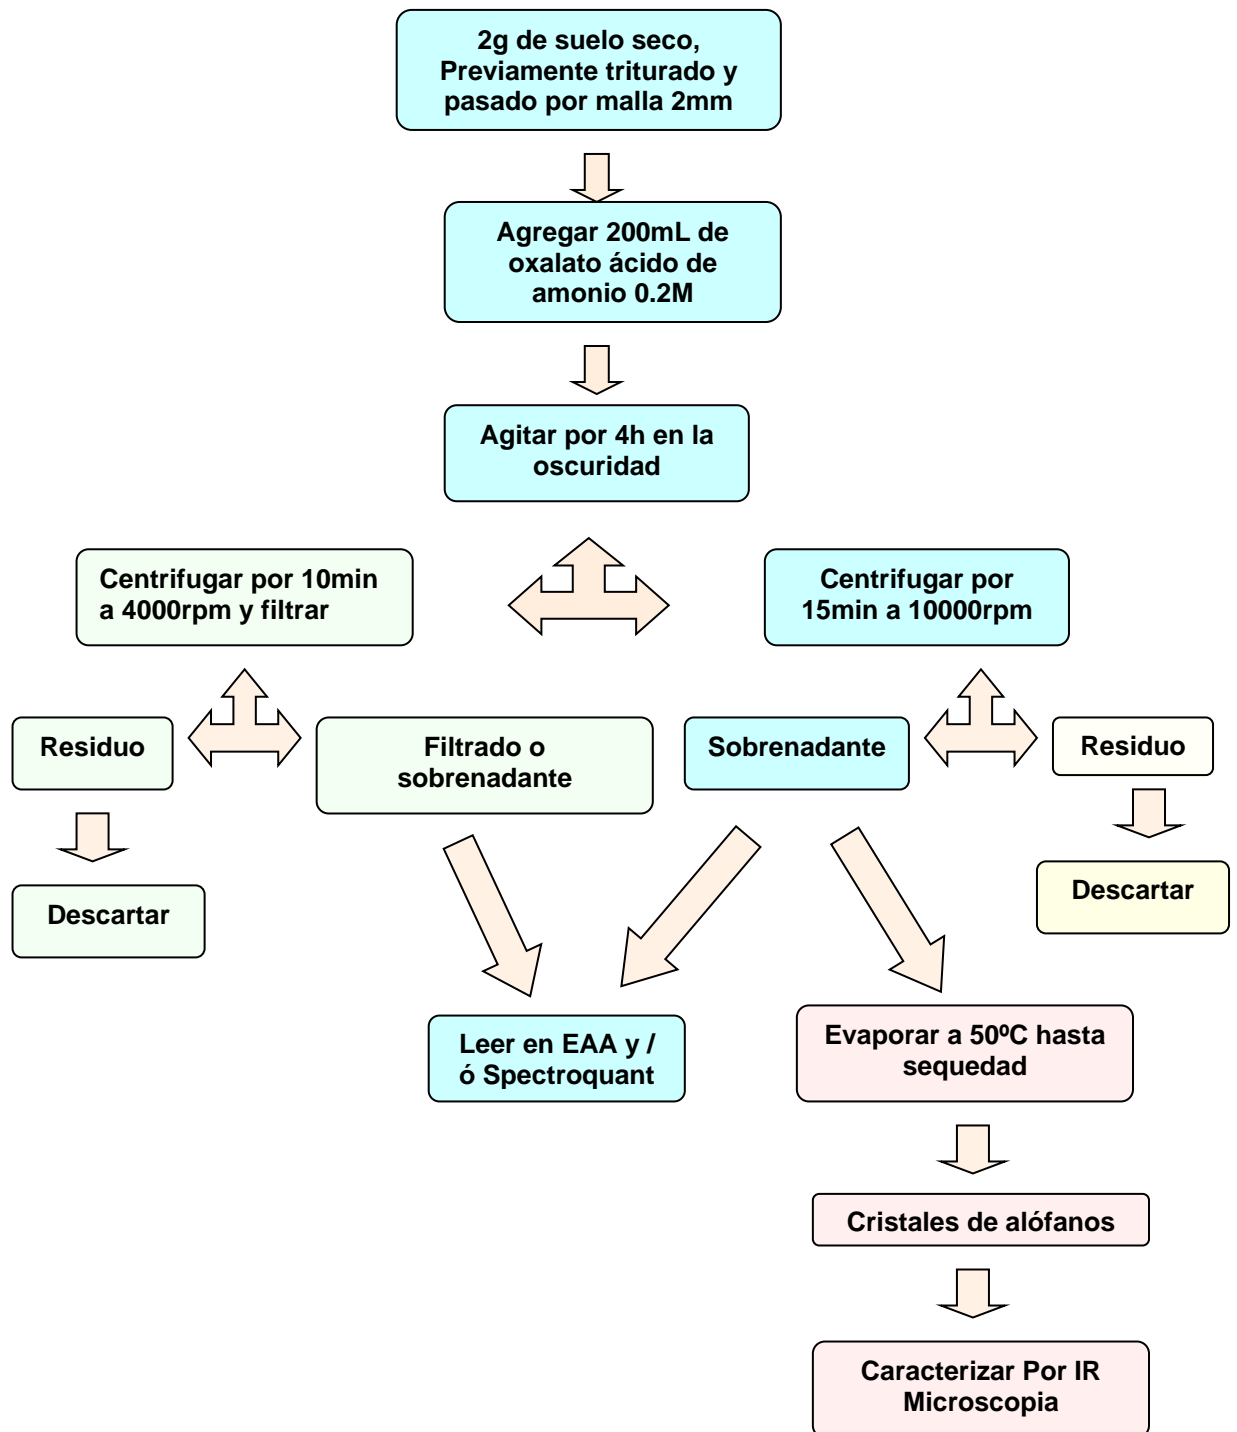 2g de suelo seco,
Previamente triturado y
pasado por malla 2mm
Agregar 200mL de
oxalato ácido de
amonio 0.2M
Agitar por 4h en la
oscuridad
Centrifugar por 10min
a 4000rpm y filtrar
Centrifugar por
15min a 10000rpm
Residuo
Filtrado o
sobrenadante
Sobrenadante
Residuo
Descartar
Descartar
Leer en EAA y /
ó Spectroquant
Evaporar a 50ºC hasta
sequedad
Cristales de alófanos
Caracterizar Por IR
Microscopia